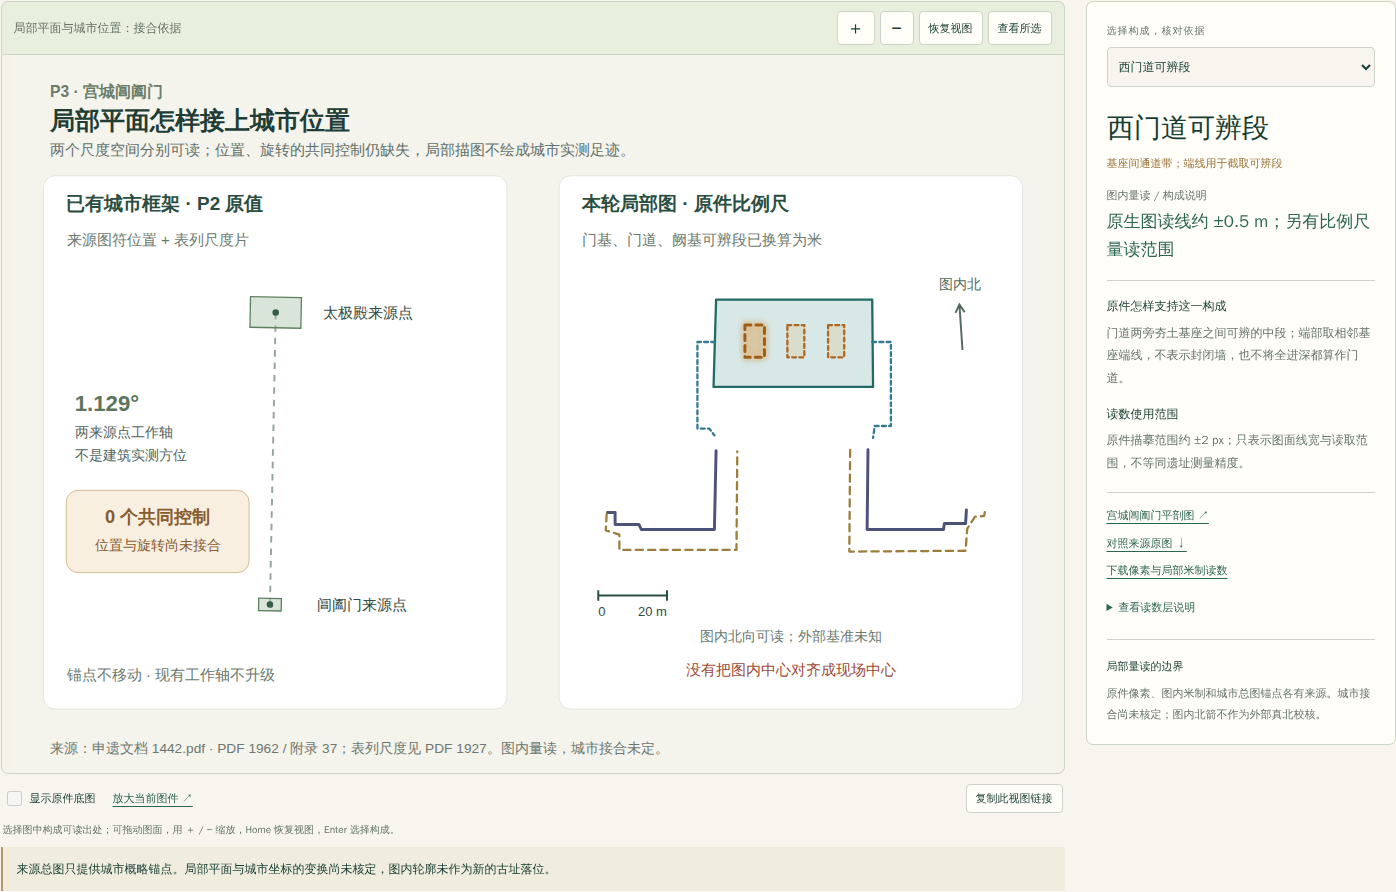 局部平面与城市位置：接合依据
+
−
恢复视图
查看所选
P3 · 宫城阊阖门
局部平面怎样接上城市位置
两个尺度空间分别可读；位置、旋转的共同控制仍缺失，局部描图不绘成城市实测足迹。
已有城市框架 · P2 原值
来源图符位置 + 表列尺度片
太极殿来源点
1.129°
两来源点工作轴
不是建筑实测方位
0 个共同控制
位置与旋转尚未接合
阊阖门来源点
锚点不移动 · 现有工作轴不升级
本轮局部图 · 原件比例尺
门基、门道、阙基可辨段已换算为米
图内北
0
20 m
图内北向可读；外部基准未知
没有把图内中心对齐成现场中心
来源：申遗文档 1442.pdf · PDF 1962 / 附录 37；表列尺度见 PDF 1927。图内量读，城市接合未定。
显示原件底图
放大当前图件 ↗
复制此视图链接
选择图中构成可读出处；可拖动图面，用 + / − 缩放，Home 恢复视图，Enter 选择构成。
来源总图只提供城市概略锚点。局部平面与城市坐标的变换尚未核定，图内轮廓未作为新的古址落位。
选择构成，核对依据
西门道可辨段
西门道可辨段
基座间通道带；端线用于截取可辨段
图内量读 / 构成说明
原生图读线约 ±0.5 m；另有比例尺
量读范围
原件怎样支持这一构成
门道两旁夯土基座之间可辨的中段；端部取相邻基
座端线，不表示封闭墙，也不将全进深都算作门
道。
读数使用范围
原件描摹范围约 ±2 px；只表示图面线宽与读取范
围，不等同遗址测量精度。
宫城阊阖门平剖图 ↗
对照来源原图 ↓
下载像素与局部米制读数
▶ 查看读数层说明
局部量读的边界
原件像素、图内米制和城市总图锚点各有来源。城市接
合尚未核定；图内北箭不作为外部真北校核。